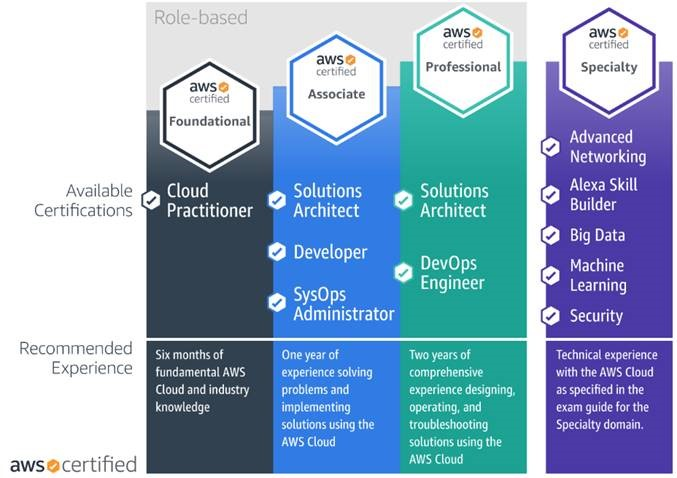 Role-based
aws
certified
Foundational
aws
certified
Associate
aws
certified
Professional
aws
certified
Specialty
Available
Certifications
Cloud
Practitioner
Solutions
Architect
Developer
SysOps
Administrator
Solutions
Architect
DevOps
Engineer
Advanced
Networking
Alexa Skill
Builder
Big Data
Machine
Learning
Security
Recommended
Experience
Six months of
fundamental AWS
Cloud and industry
knowledge
One year of
experience solving
problems and
implementing
solutions using the
AWS Cloud
Two years of
comprehensive
experience designing,
operating, and
troubleshooting
solutions using the
AWS Cloud
Technical experience
with the AWS Cloud
as specified in the
exam guide for the
Specialty domain.
aws certified